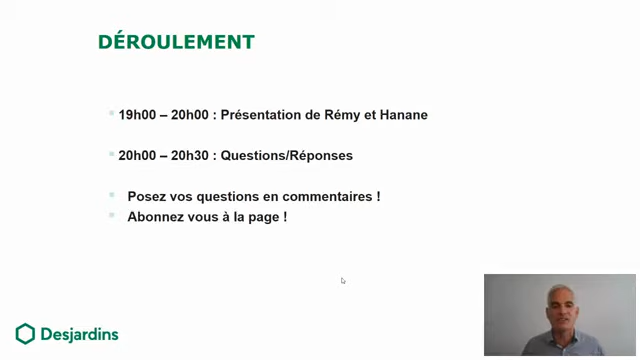 DÉROULEMENT
19h00 – 20h00 : Présentation de Rémy et Hanane
20h00 – 20h30 : Questions/Réponses
Posez vos questions en commentaires !
Abonnez vous à la page !
Desjardins